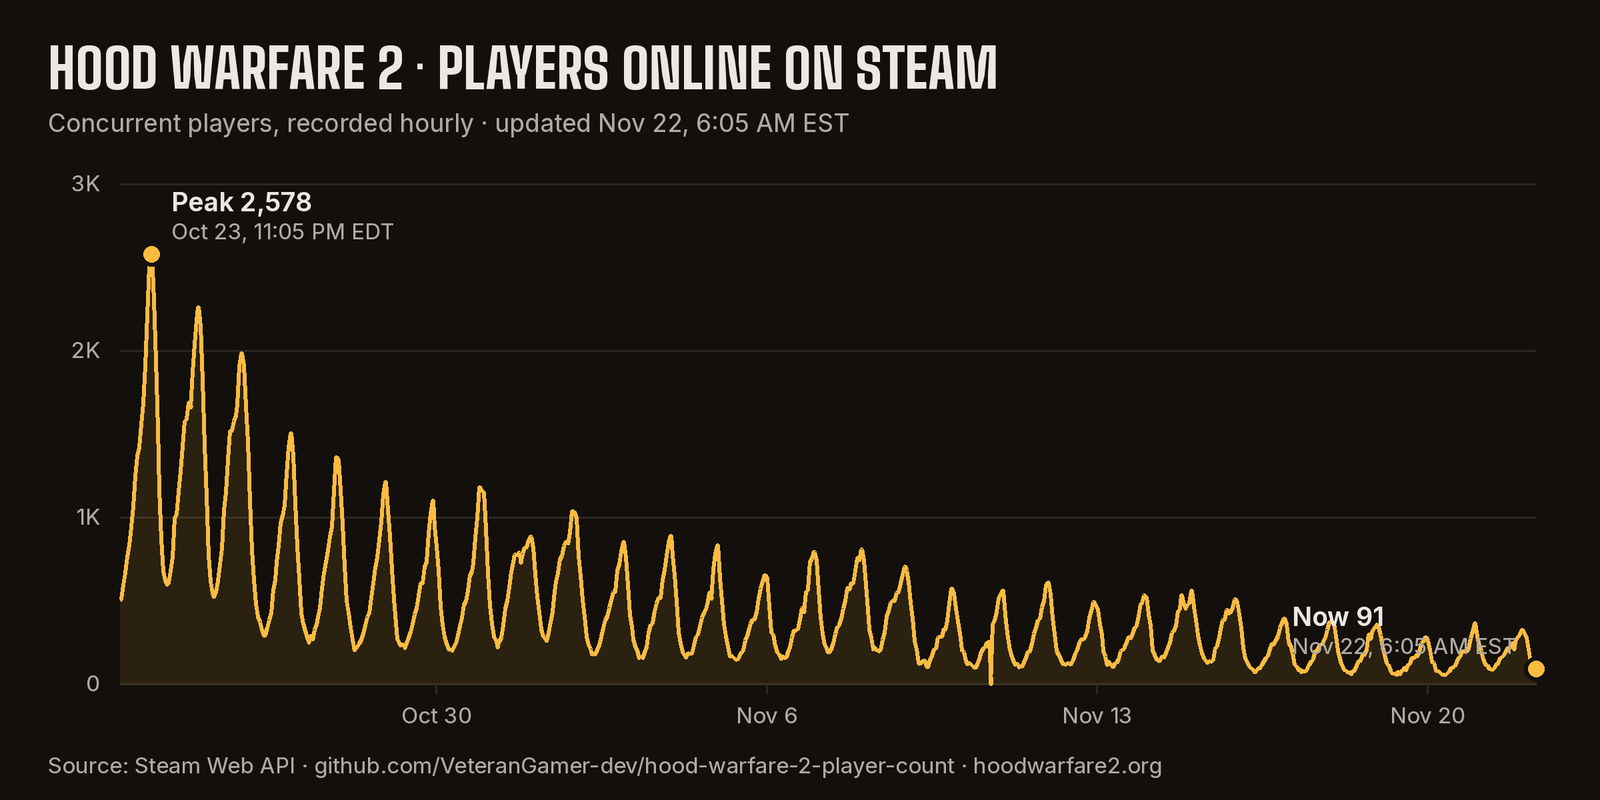 HOOD WARFARE 2 · PLAYERS ONLINE ON STEAM
Concurrent players, recorded hourly · updated Nov 22, 6:05 AM EST
3K
Peak 2,578
Oct 23, 11:05 PM EDT
2K
1K
Now 91
Nov 22, 6:05 AM EST
0
Oct 30 Nov 6 Nov 13 Nov 20
Source: Steam Web API · github.com/VeteranGamer-dev/hood-warfare-2-player-count · hoodwarfare2.org